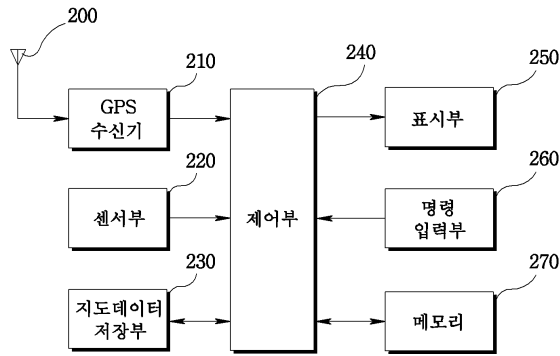 200
210
GPS
수신기
220
센서부
230
지도데이터
저장부
240
제어부
250
표시부
260
명령
입력부
270
메모리